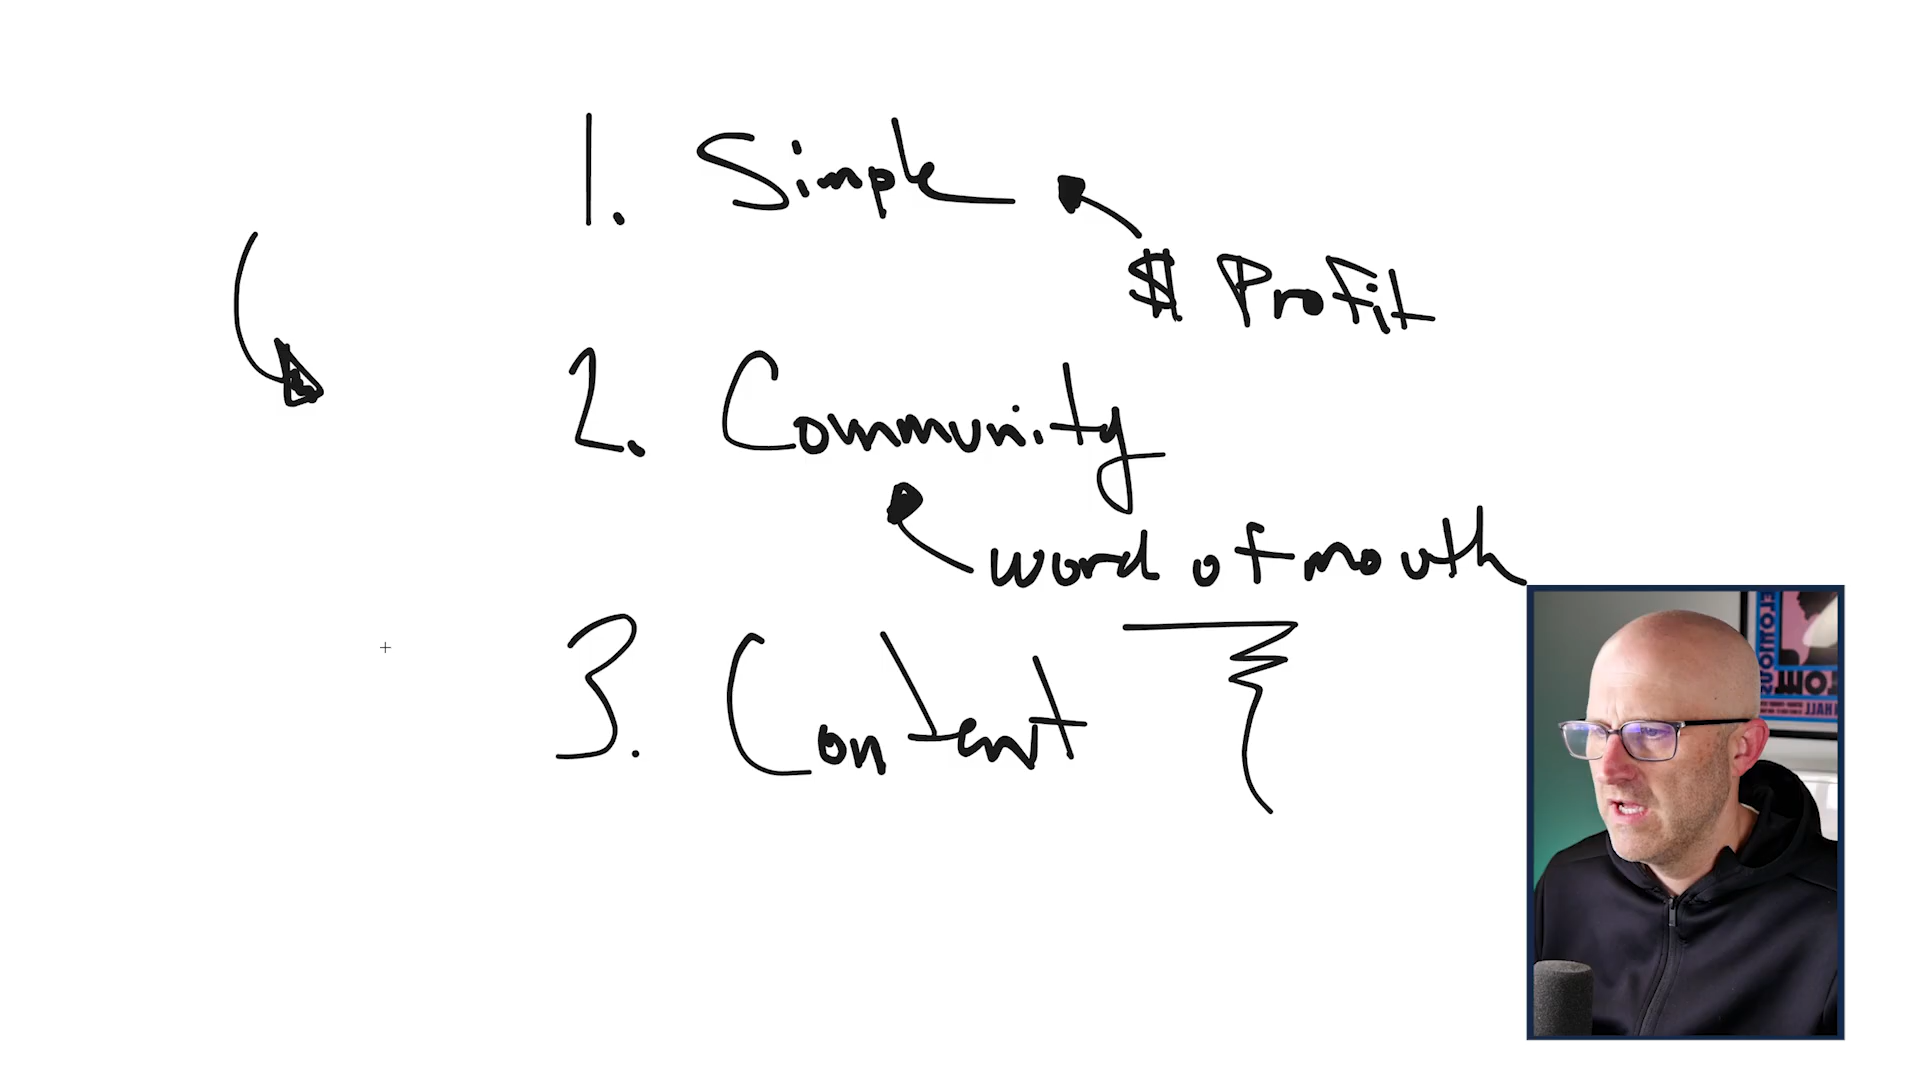 1. Simple
$ Profit
2. Community
word of mouth
3. Content